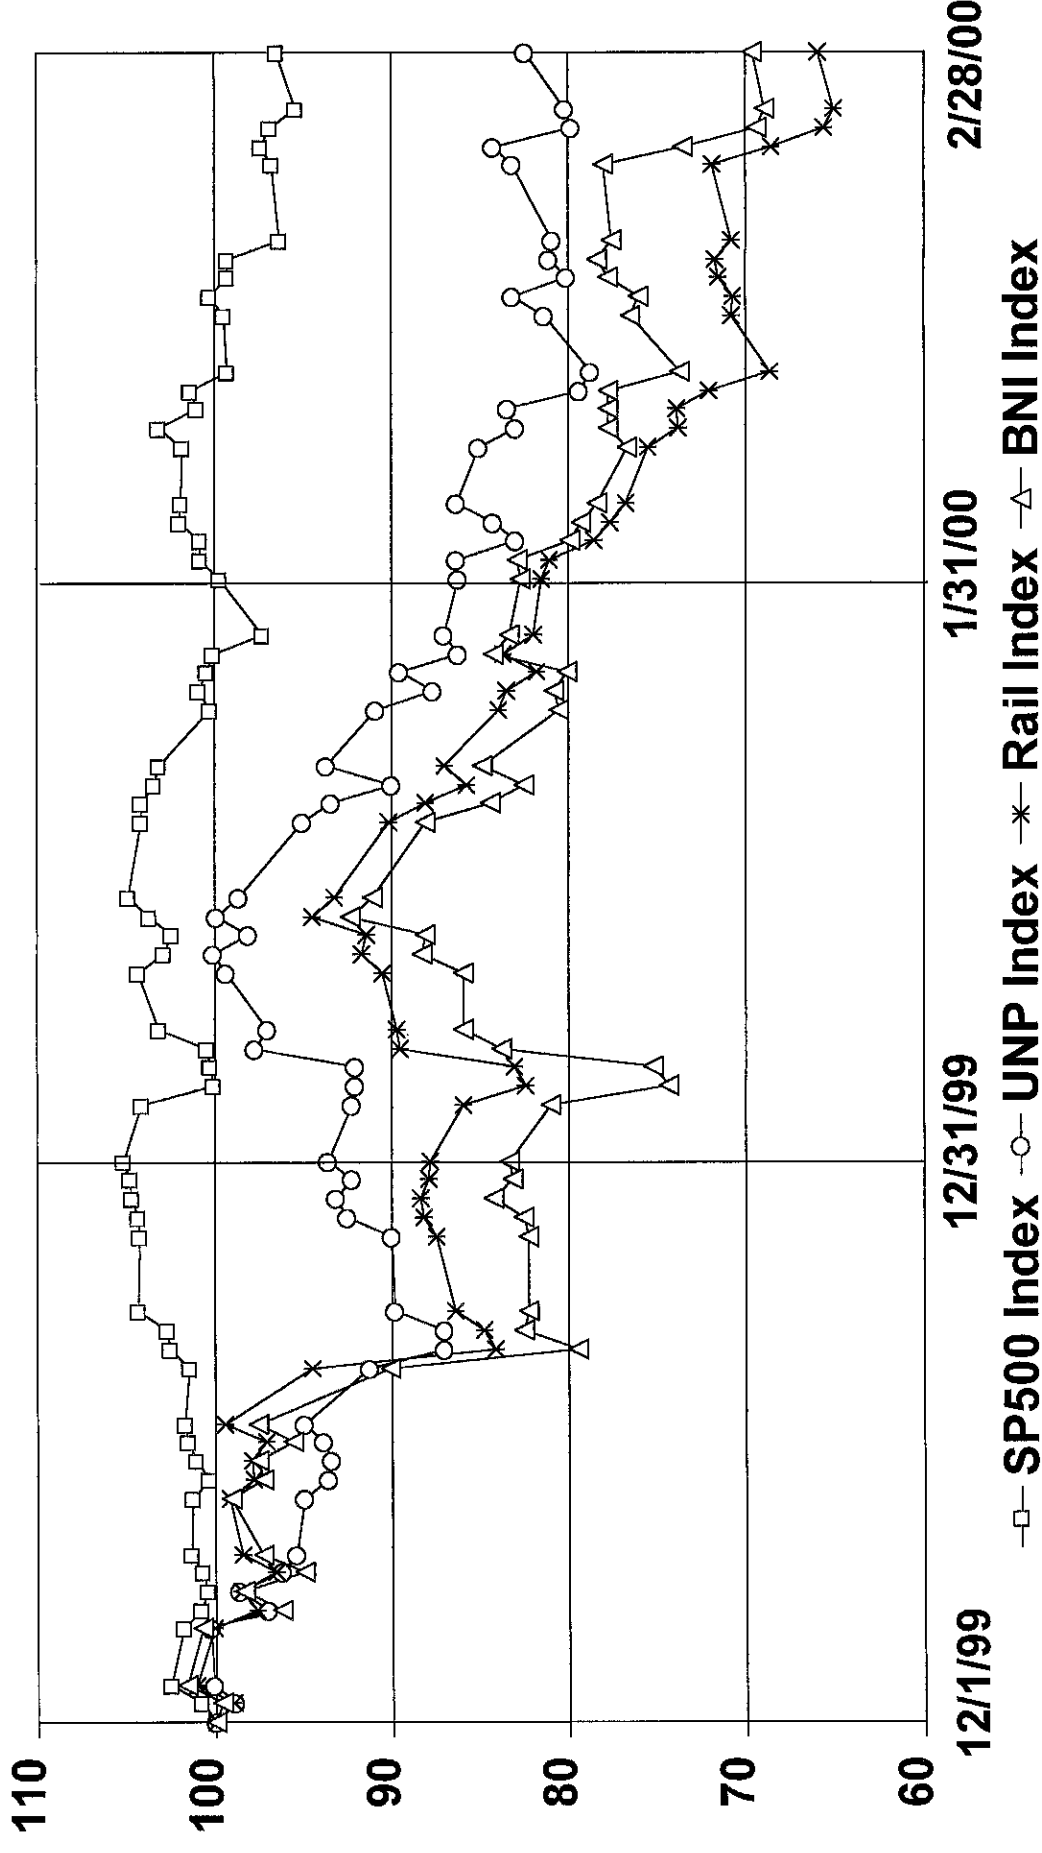 110
100
90
80
70
60
12/1/99
12/31/99
1/31/00
2/28/00
SP500 Index
UNP Index
Rail Index
BNI Index